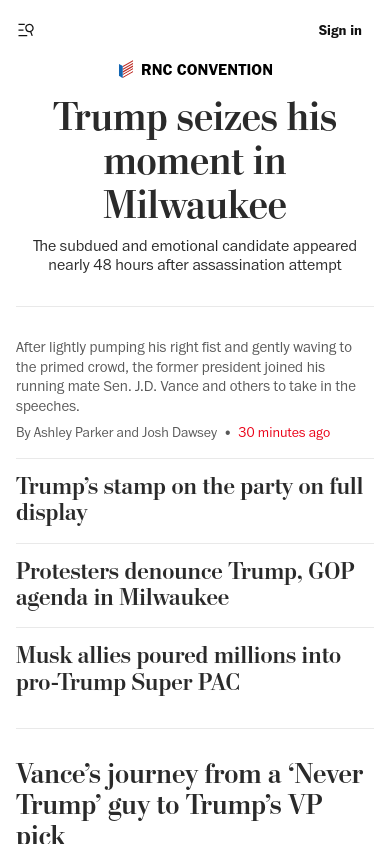 Sign in
RNC CONVENTION
Trump seizes his
moment in
Milwaukee
The subdued and emotional candidate appeared
nearly 48 hours after assassination attempt
After lightly pumping his right fist and gently waving to
the primed crowd, the former president joined his
running mate Sen. J.D. Vance and others to take in the
speeches.
By Ashley Parker and Josh Dawsey • 30 minutes ago
Trump’s stamp on the party on full
display
Protesters denounce Trump, GOP
agenda in Milwaukee
Musk allies poured millions into
pro-Trump Super PAC
Vance’s journey from a ‘Never
Trump’ guy to Trump’s VP
pick